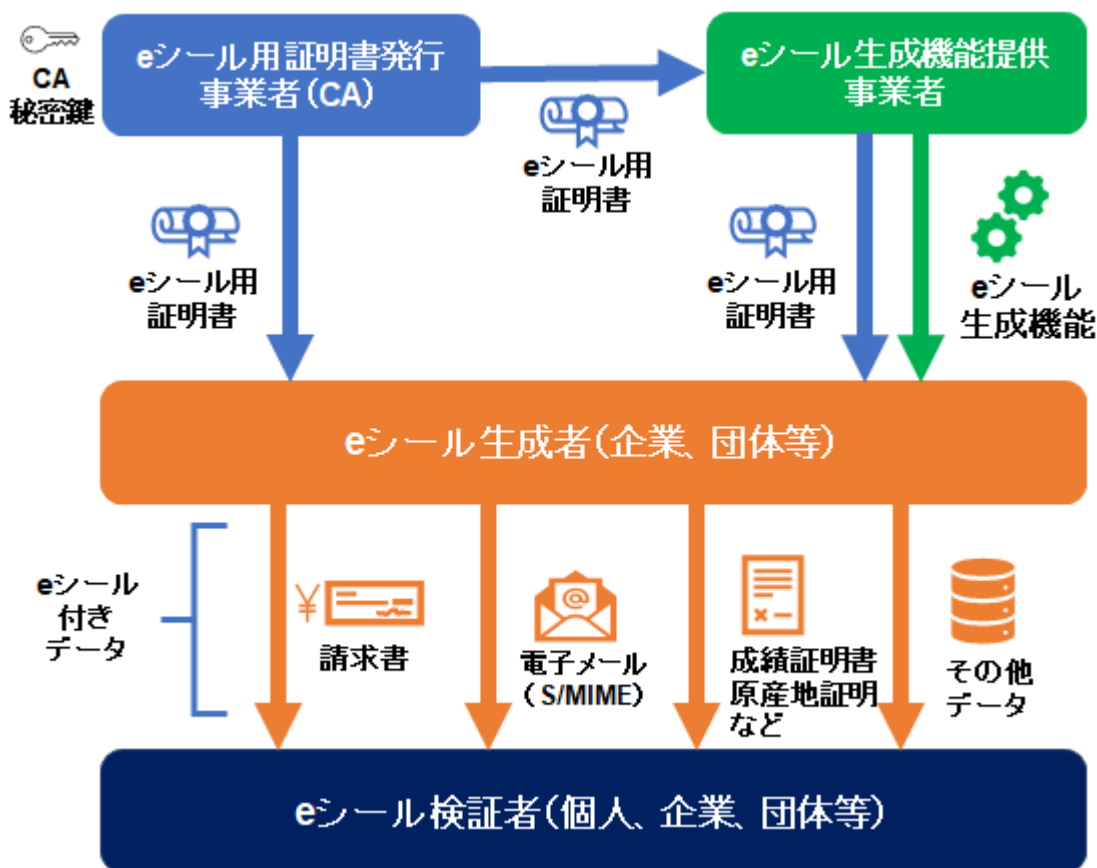 CA
秘密鍵
eシール用証明書発行
事業者(CA)
eシール生成機能提供
事業者
eシール用
証明書
eシール用
証明書
eシール用
証明書
eシール
生成機能
eシール生成者(企業、団体等)
eシール
付き
データ
¥
請求書
@
電子メール
(S/MIME)
成績証明書
原産地証明
など
その他
データ
eシール検証者(個人、企業、団体等)